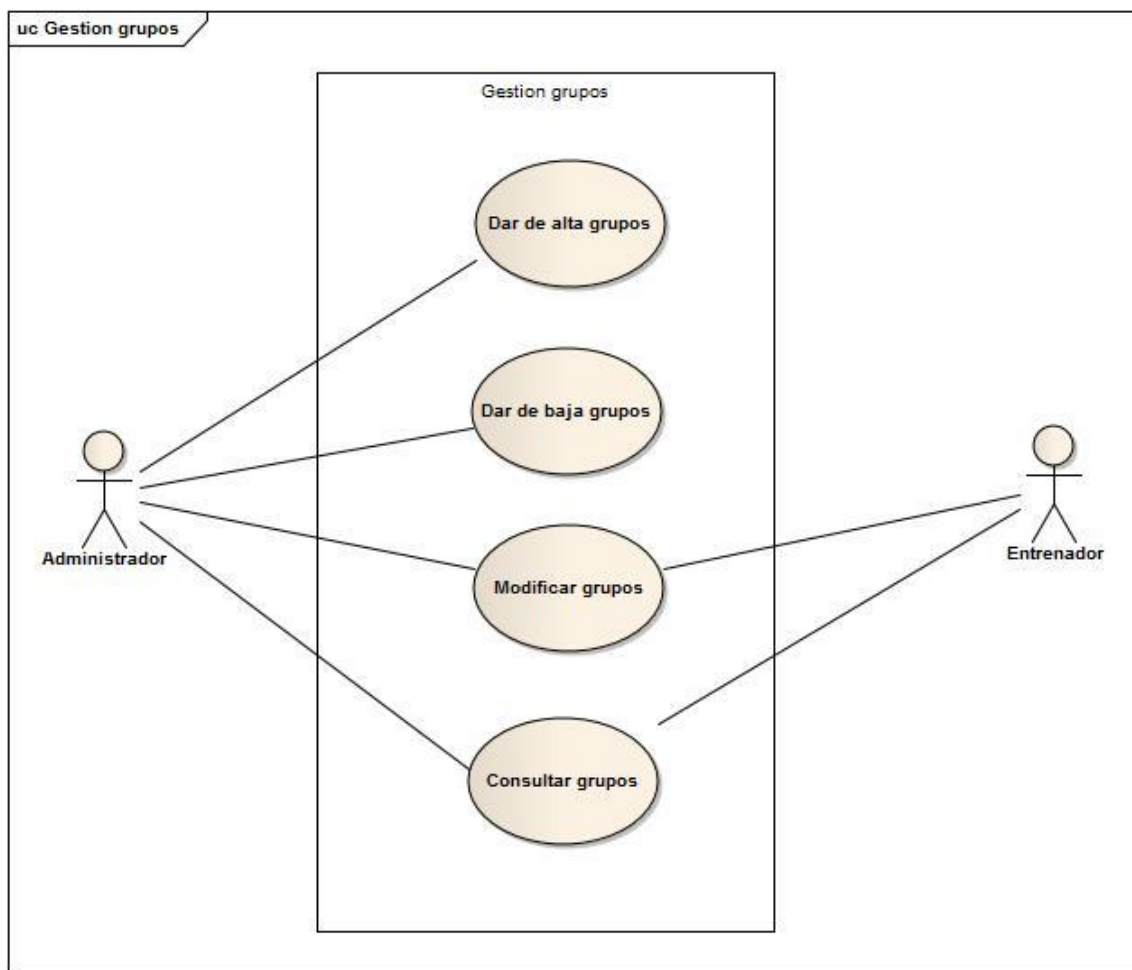 uc Gestion grupos
Gestion grupos
Dar de alta grupos
Dar de baja grupos
Administrador
Entrenador
Modificar grupos
Consultar grupos